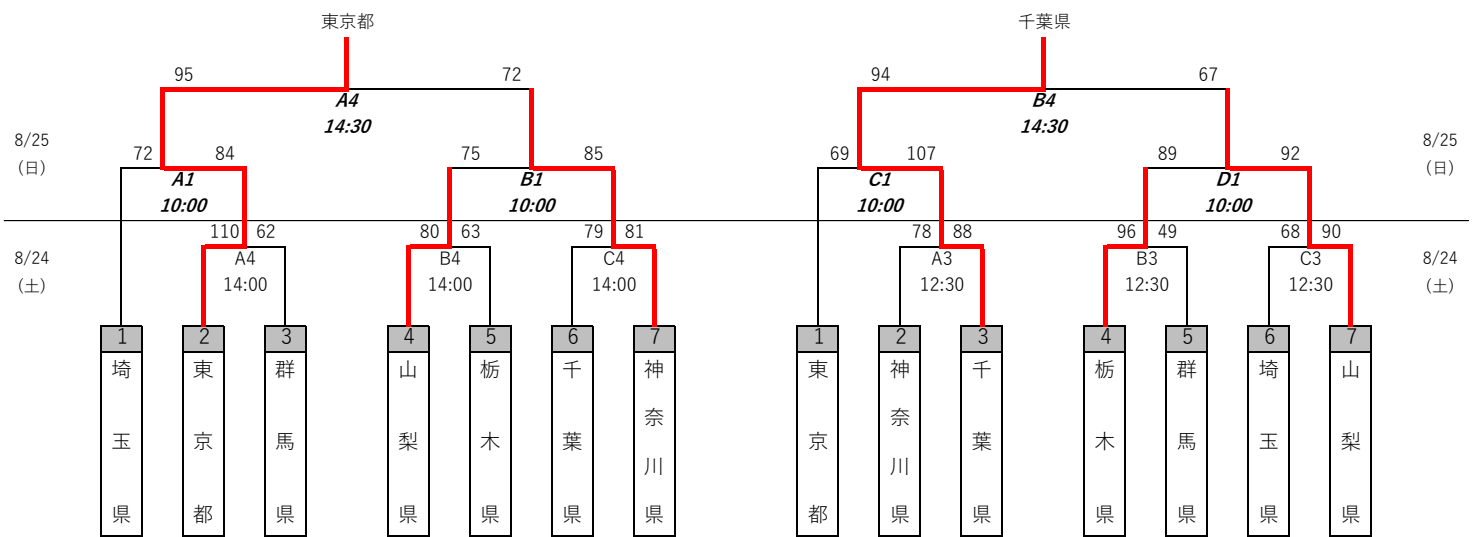 東京都 千葉県
95 72 94 67
A4 B4
14:30 14:30
8/25 8/25
72 84 75 85 69 107 89 92
(日) (日)
A1 B1 C1 D1
10:00 10:00 10:00 10:00
110 62 80 63 79 81 78 88 96 49 68 90
8/24 A4 B4 C4 A3 B3 C3 8/24
(土) 14:00 14:00 14:00 12:30 12:30 12:30 (土)
1 2 3 4 5 6 7 1 2 3 4 5 6 7
埼玉県 東京都 群馬県 山梨県 栃木県 千葉県 神奈川県 東京都 神奈川県 千葉県 栃木県 群馬県 埼玉県 山梨県